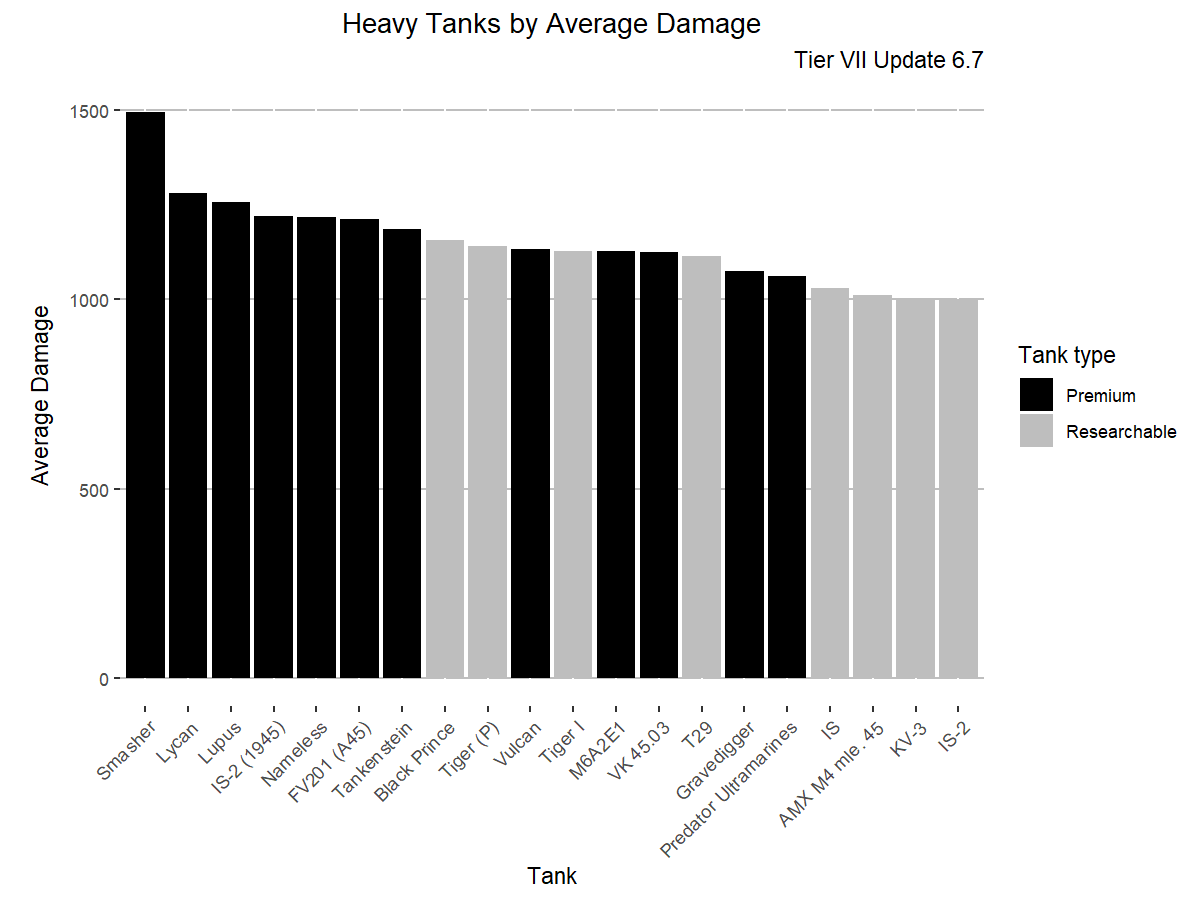 Heavy Tanks by Average Damage
Tier VII Update 6.7
Average Damage
1500
1000
500
0
Smasher
Lycan
Lupus
IS-2 (1945)
Nameless
FV201 (A45)
Tankenstein
Black Prince
Tiger (P)
Vulcan
Tiger I
M6A2E1
VK 45.03
T29
Gravedigger
Predator Ultramarines
IS
AMX M4 mle. 45
KV-3
IS-2
Tank
Tank type
Premium
Researchable